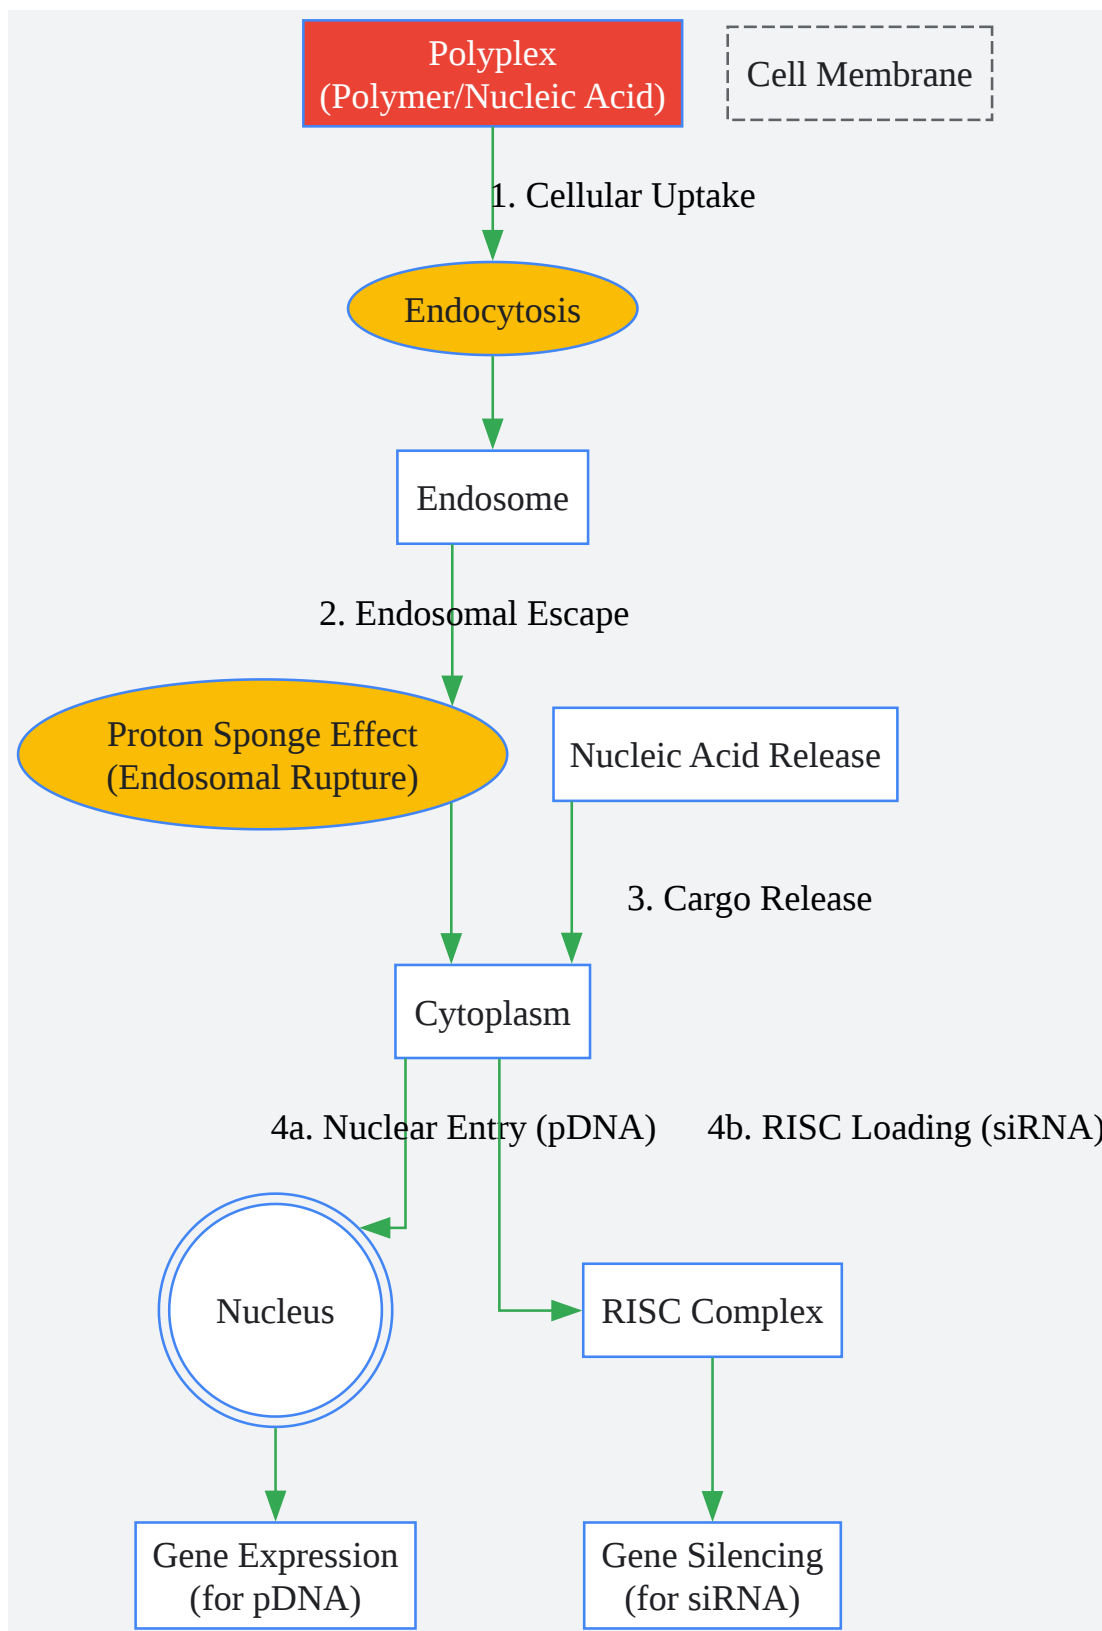 Polyplex
(Polymer/Nucleic Acid)
Cell Membrane
1. Cellular Uptake
Endocytosis
Endosome
2. Endosomal Escape
Proton Sponge Effect
(Endosomal Rupture)
Nucleic Acid Release
3. Cargo Release
Cytoplasm
4a. Nuclear Entry (pDNA)
4b. RISC Loading (siRNA)
Nucleus
RISC Complex
Gene Expression
(for pDNA)
Gene Silencing
(for siRNA)